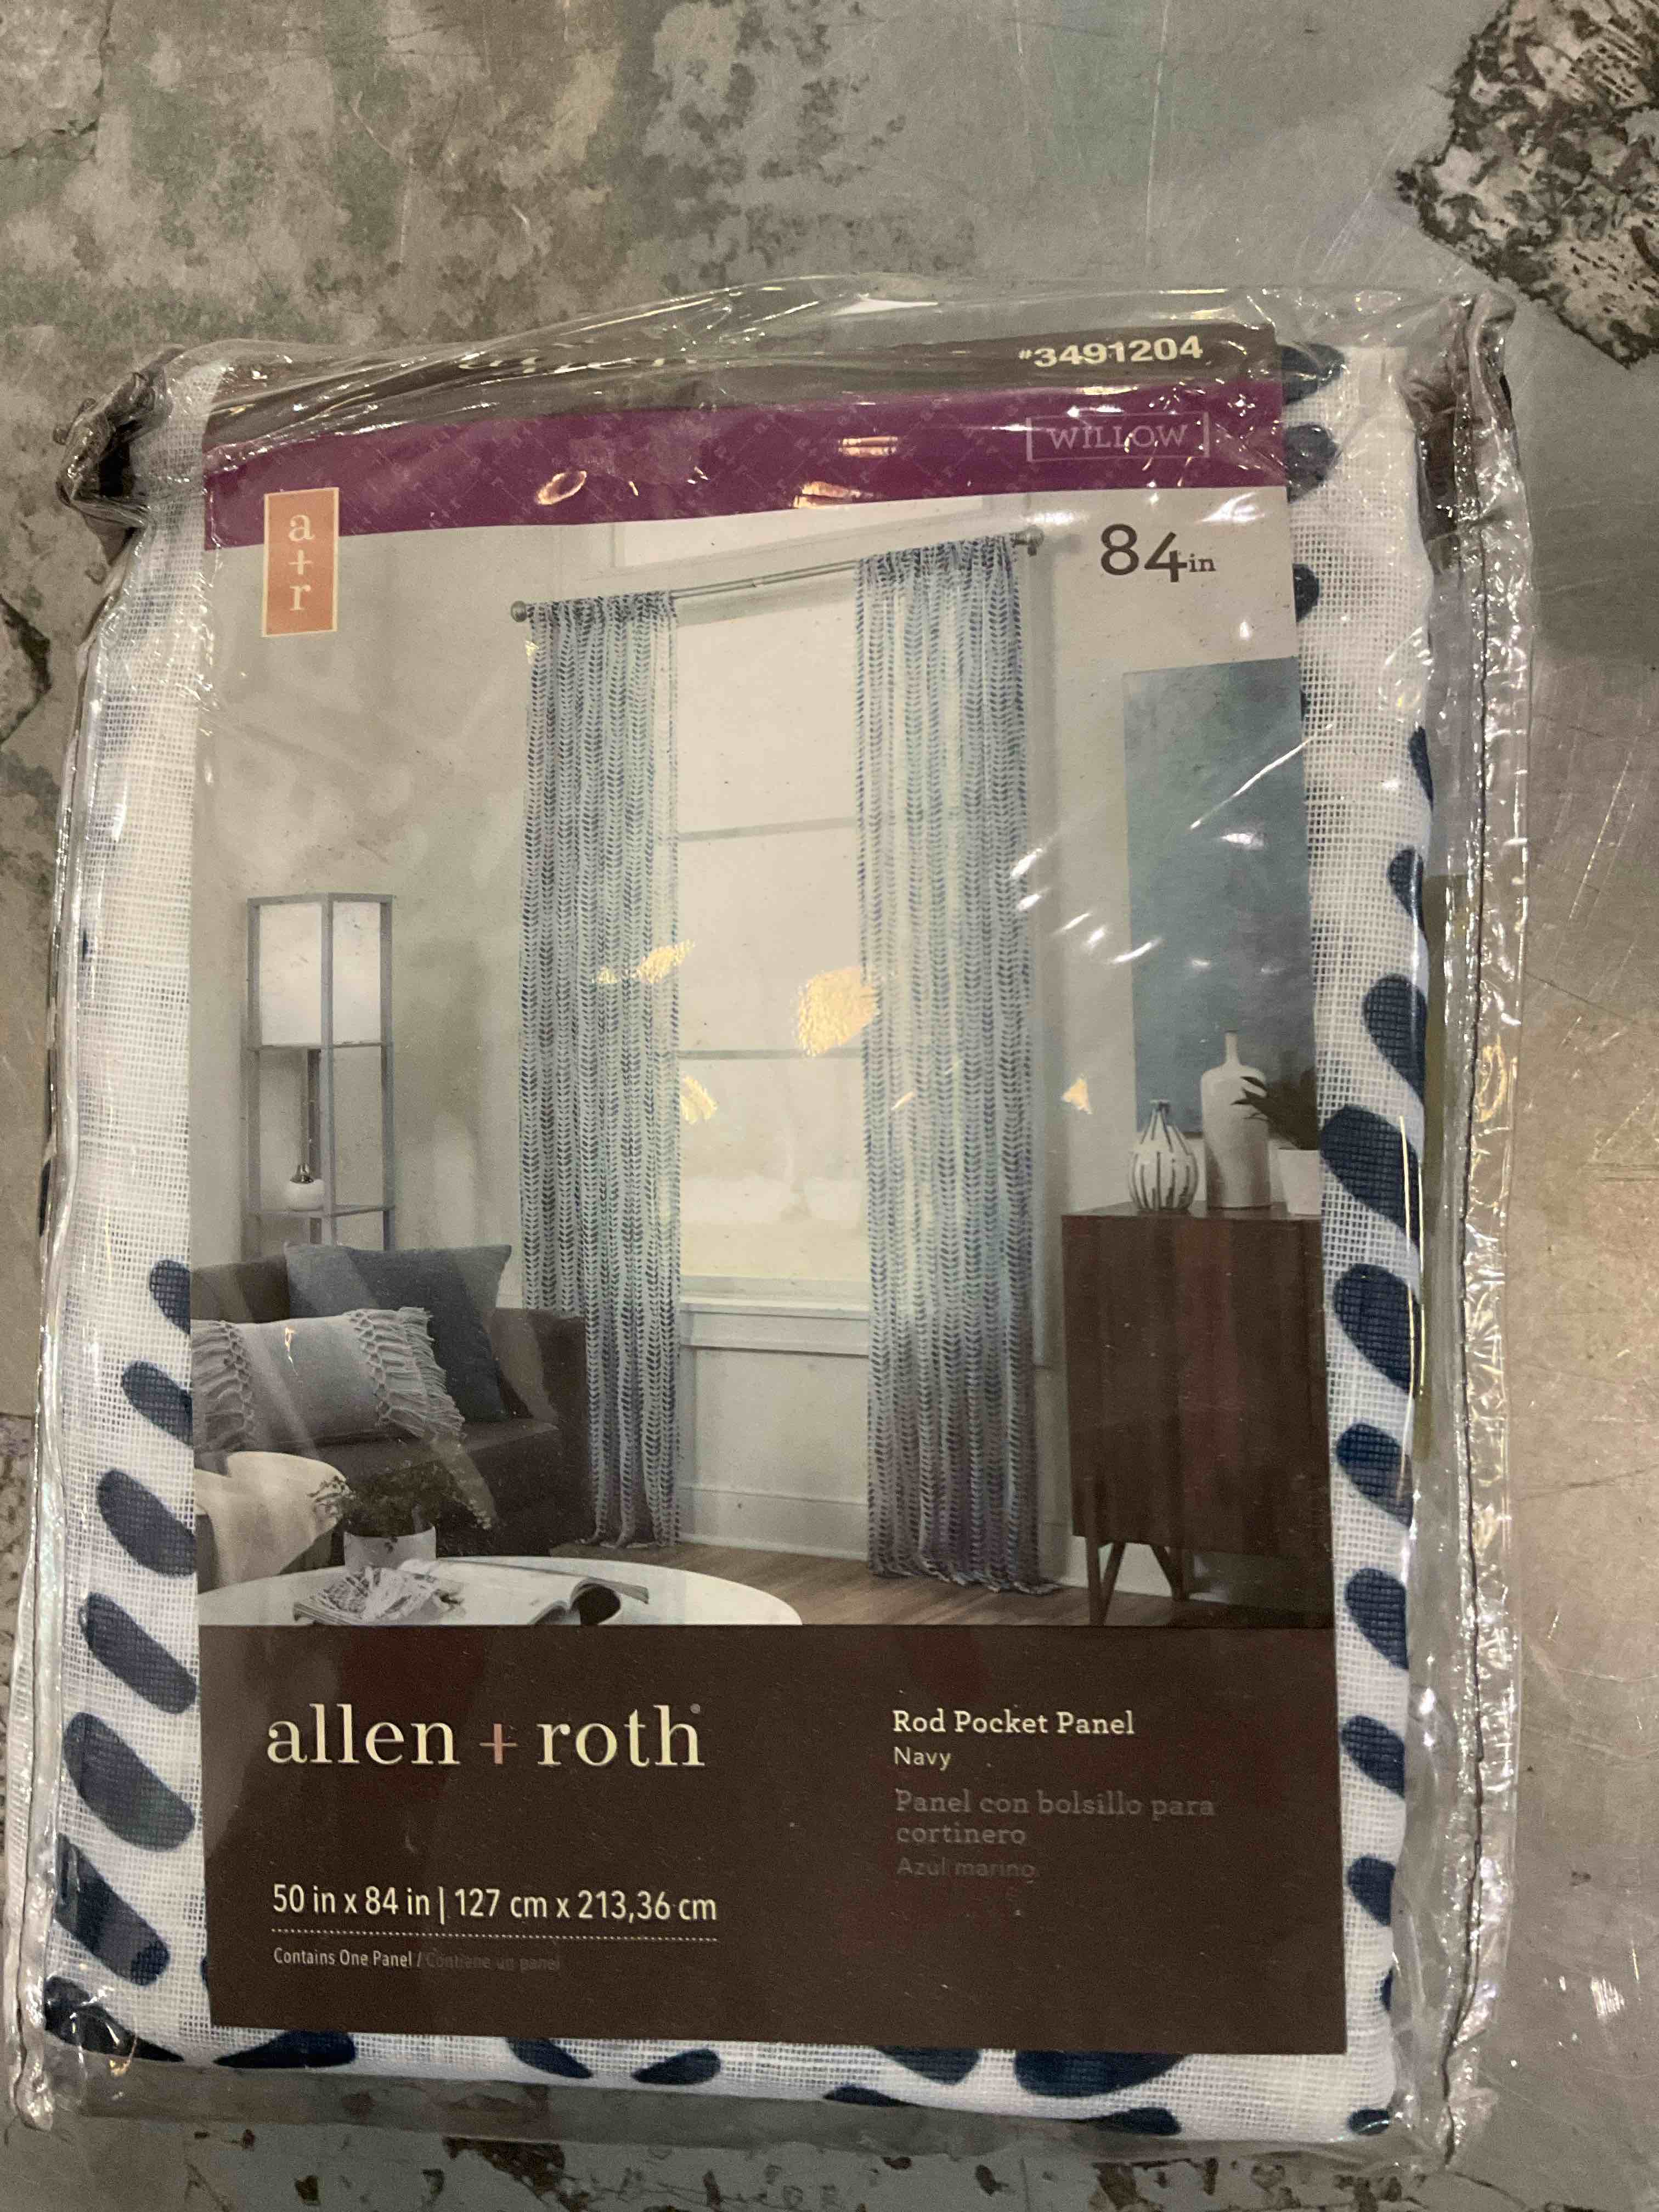 #3491204
WILLOW
a
+
r
84in
allen + roth
Rod Pocket Panel
Navy
Panel con bolsillo para
cortinero
Azul marino
50 in x 84 in | 127 cm x 213,36 cm
Contains One Panel / Contiene un panel